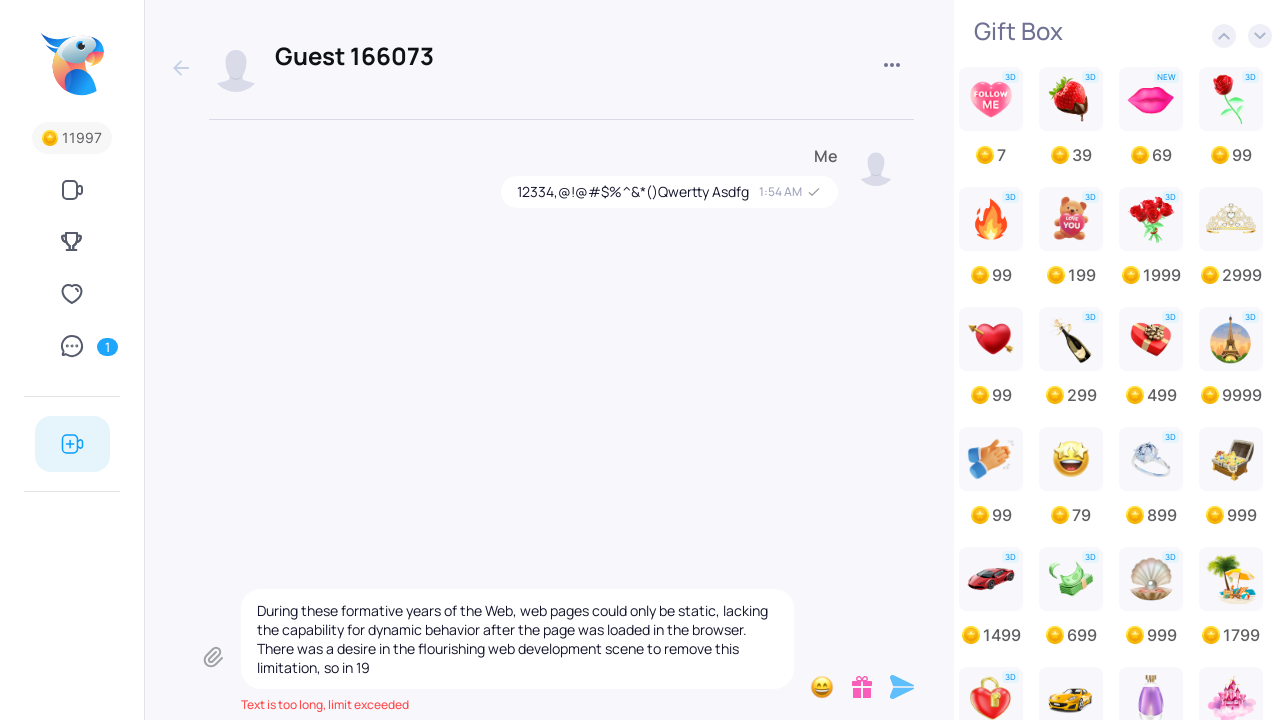 11997
1
Guest 166073
Me
12334,@!@#$%^&*()Qwertty Asdfg 1:54 AM
During these formative years of the Web, web pages could only be static, lacking
the capability for dynamic behavior after the page was loaded in the browser.
There was a desire in the flourishing web development scene to remove this
limitation, so in 19
Text is too long, limit exceeded
Gift Box
3D 3D NEW 3D
FOLLOW
ME
7 39 69 99
3D 3D 3D
LOVE
YOU
99 199 1999 2999
3D 3D 3D
99 299 499 9999
3D
99 79 899 999
3D 3D 3D
1499 699 999 1799
3D